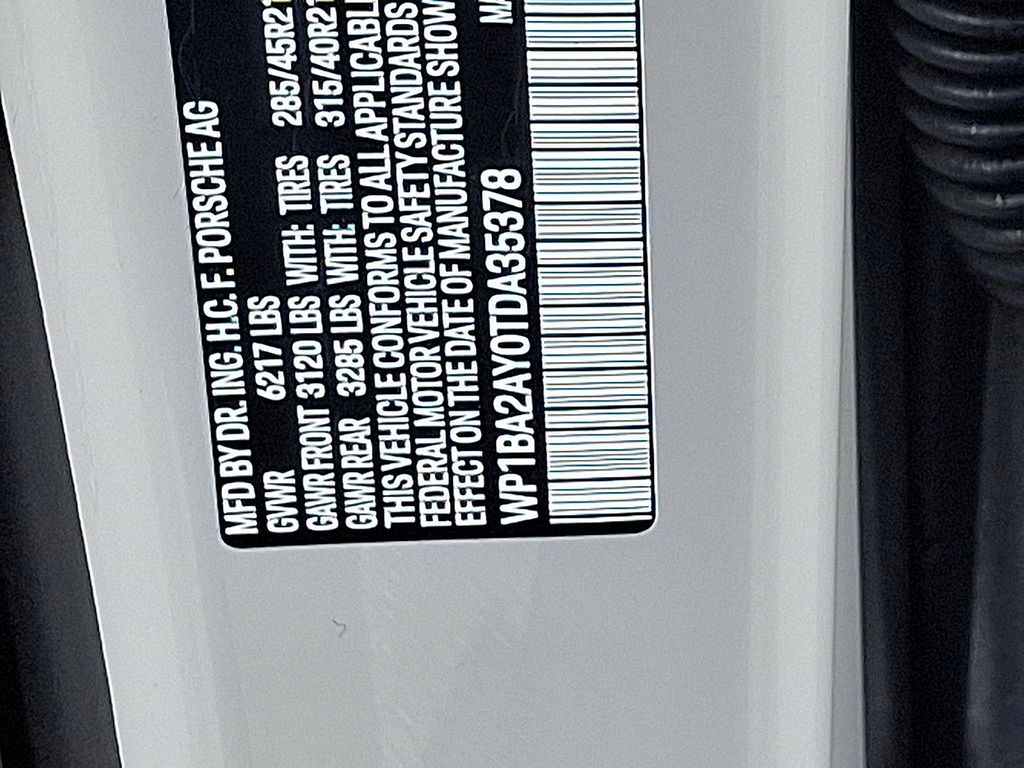 MFD BY DR. ING. H.C. F. PORSCHE AG
GVWR 6217 LBS
GAWR FRONT 3120 LBS WITH: TIRES 285/45R21
GAWR REAR 3285 LBS WITH: TIRES 315/40R21
THIS VEHICLE CONFORMS TO ALL APPLICABL
FEDERAL MOTOR VEHICLE SAFETY STANDARDS
EFFECT ON THE DATE OF MANUFACTURE SHOW
WP1BA2AY0TDA35378